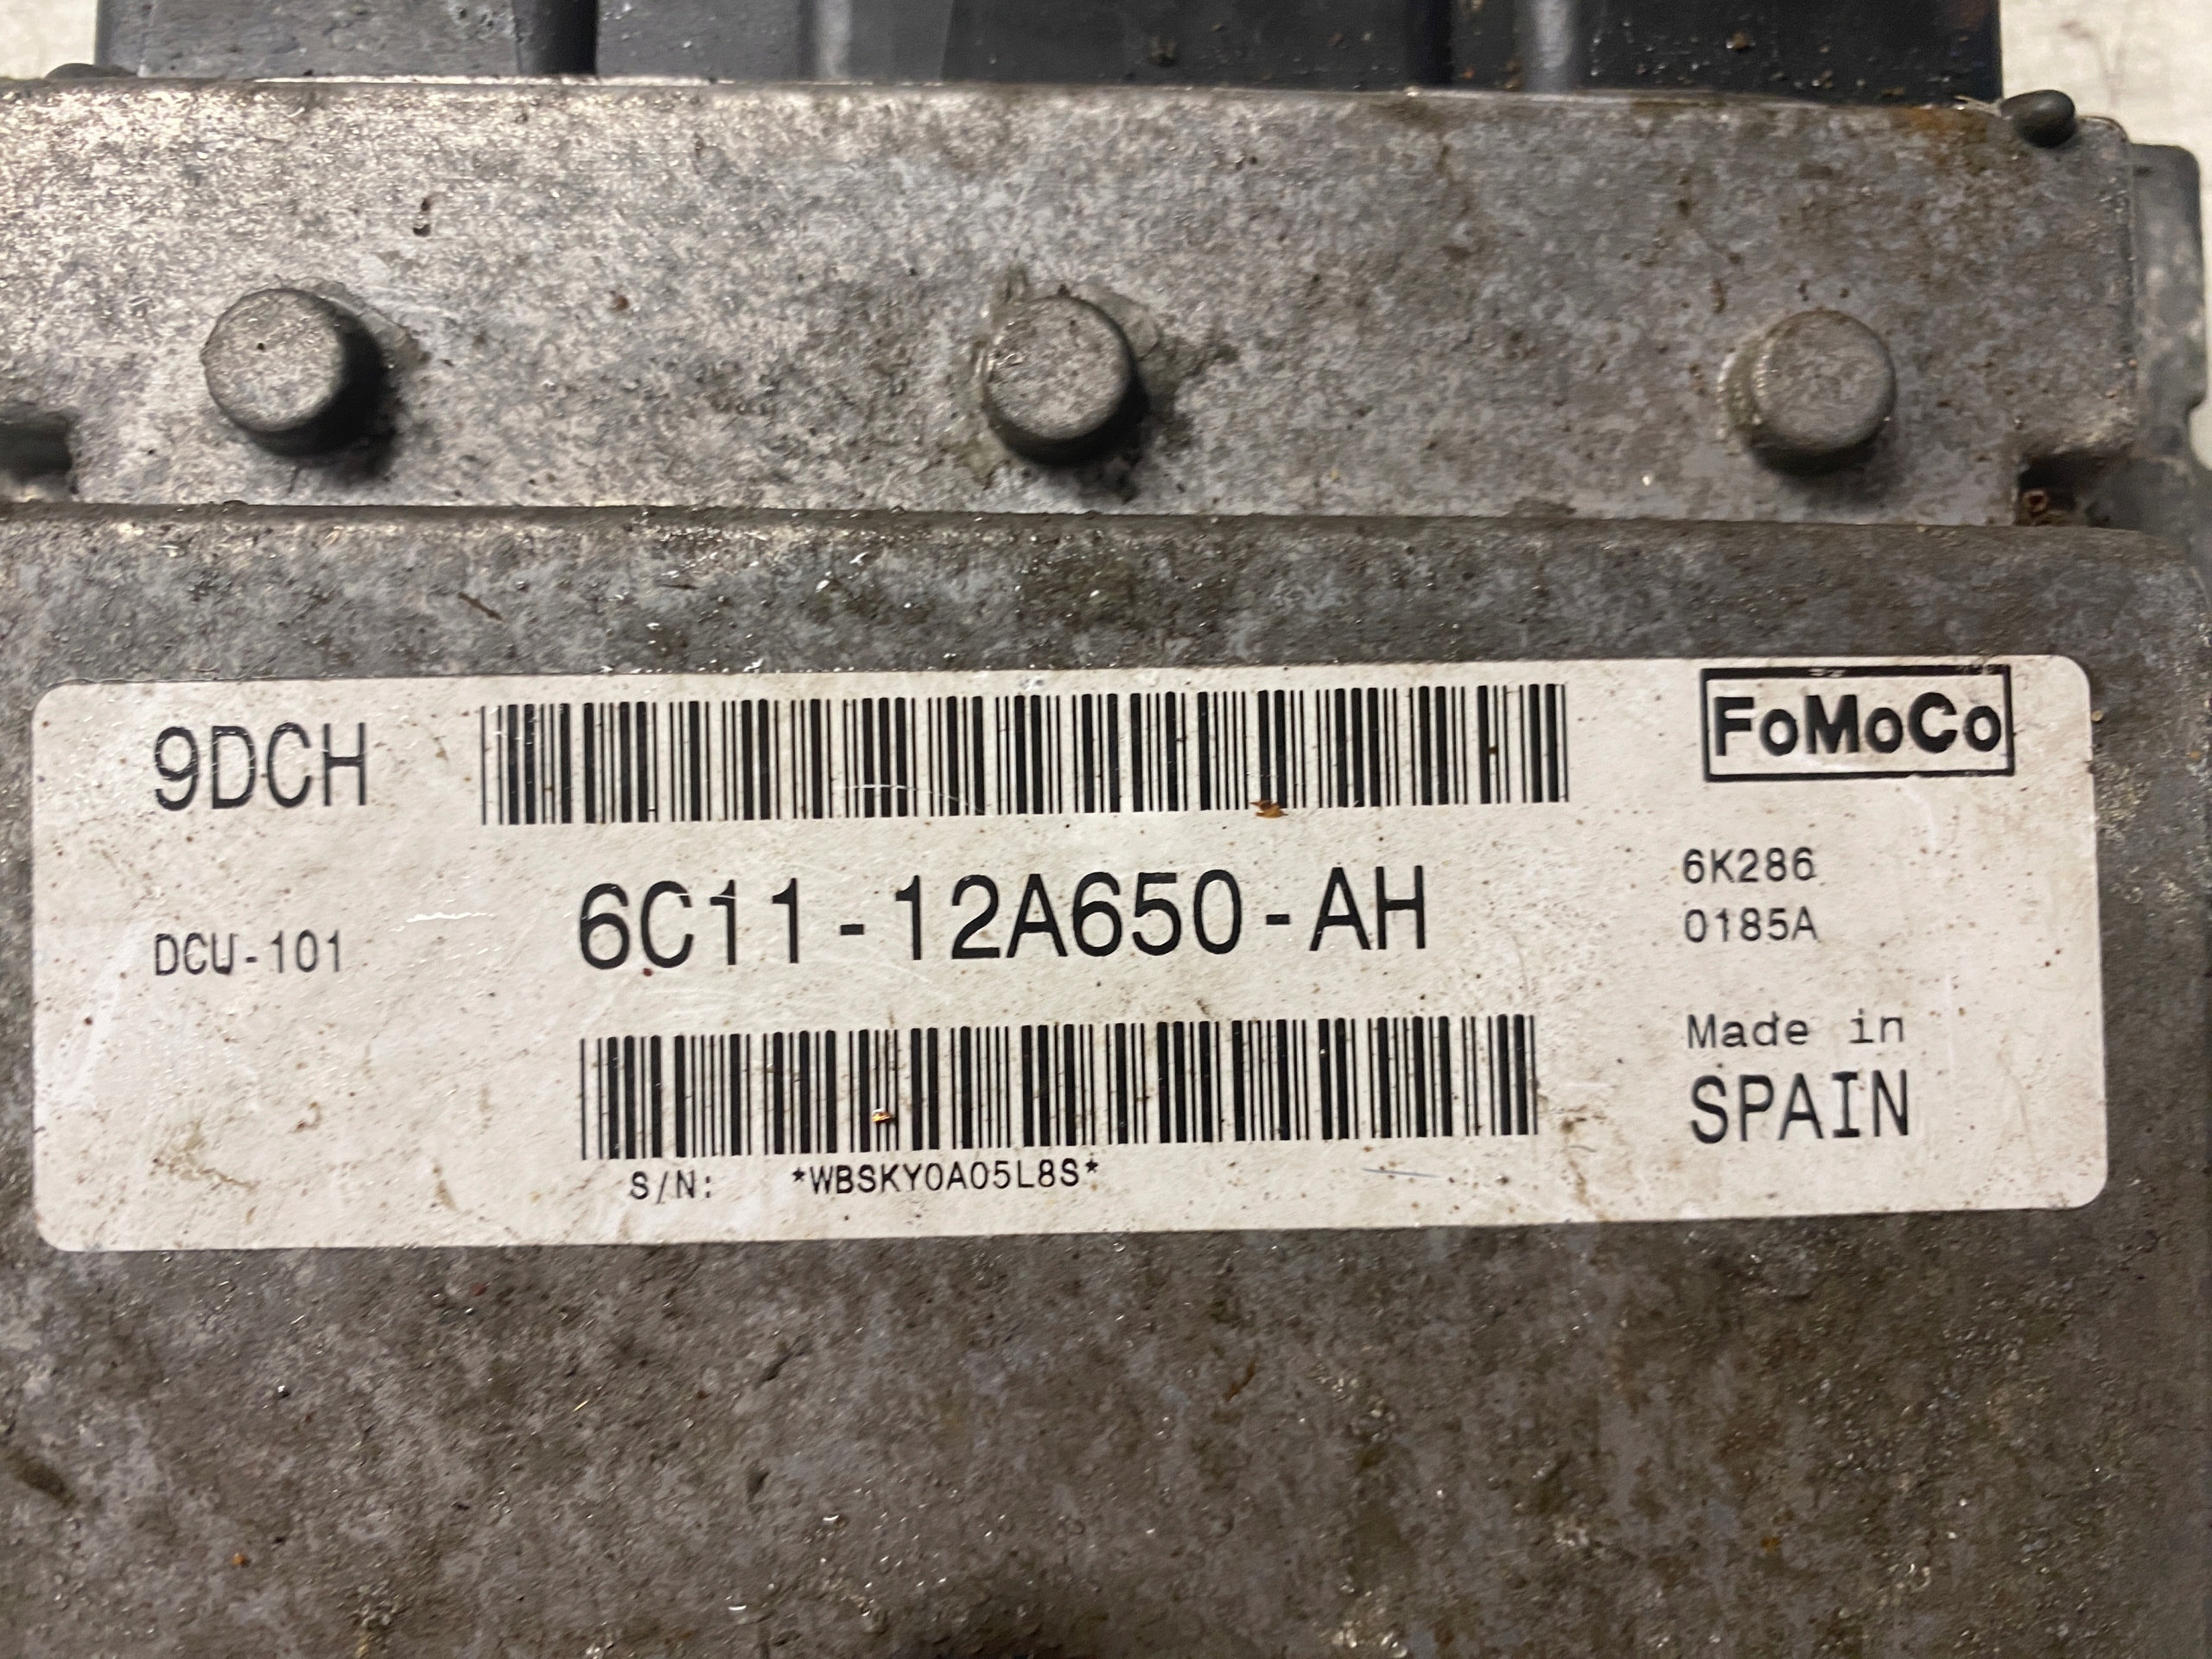 9DCH
FoMoCo
6K286
DCU-101
6C11-12A650-AH
0185A
Made in
SPAIN
S/N: *WBSKY0A05L8S*